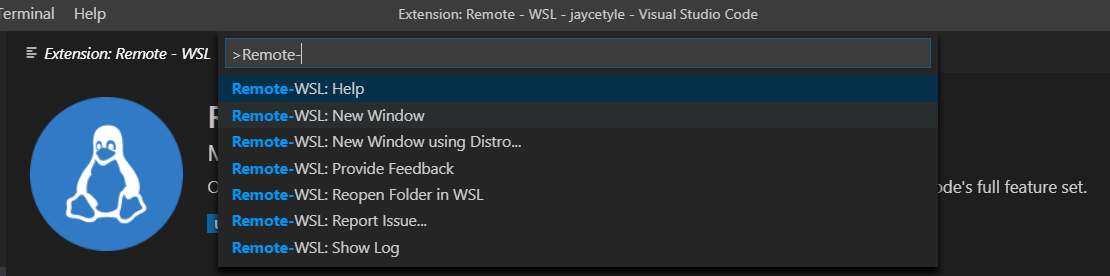 Terminal Help Extension: Remote - WSL - jaycetyle - Visual Studio Code
Extension: Remote - WSL
>Remote-
Remote-WSL: Help
Remote-WSL: New Window
Remote-WSL: New Window using Distro...
Remote-WSL: Provide Feedback
Remote-WSL: Reopen Folder in WSL
ode's full feature set.
Remote-WSL: Report Issue...
Remote-WSL: Show Log